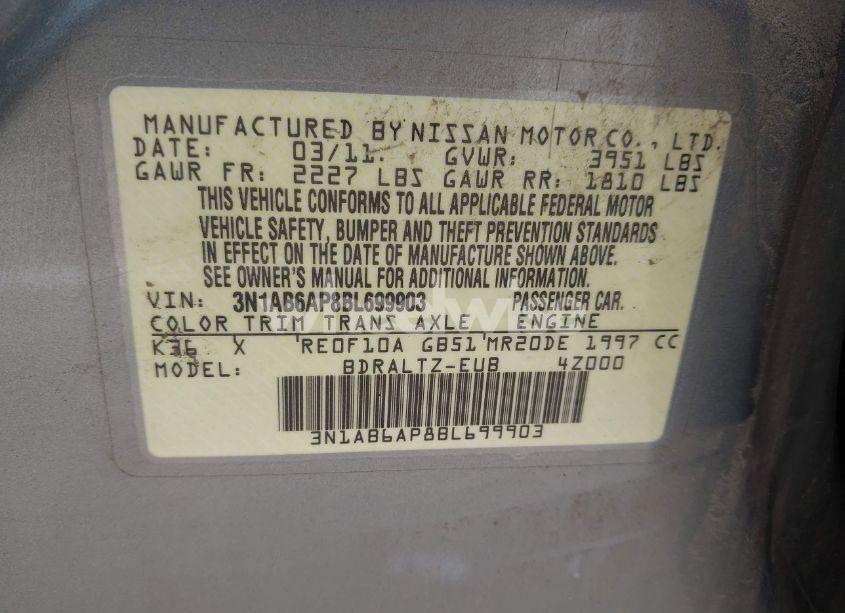 MANUFACTURED BY NISSAN MOTOR CO., LTD.
DATE: 03/11. GVWR: 3951 LBS
GAWR FR: 2227 LBS GAWR RR: 1810 LBS
THIS VEHICLE CONFORMS TO ALL APPLICABLE FEDERAL MOTOR
VEHICLE SAFETY, BUMPER AND THEFT PREVENTION STANDARDS
IN EFFECT ON THE DATE OF MANUFACTURE SHOWN ABOVE.
SEE OWNER'S MANUAL FOR ADDITIONAL INFORMATION.
VIN: 3N1AB6AP8BL699903 PASSENGER CAR.
COLOR TRIM TRANS AXLE ENGINE
K36 X RE0F10A GB51 MR20DE 1997 CC
MODEL: BDRALTZ-EUB 4Z000
3N1AB6AP8BL699903